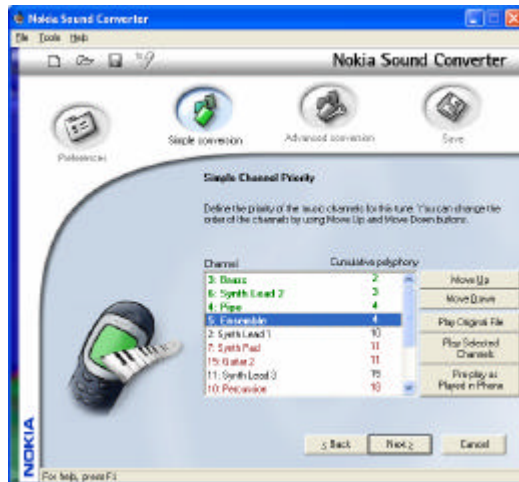 Nokia Sound Converter
File Tools Help
Nokia Sound Converter
Preferences
Simple conversion
Advanced conversion
Save
Simple Channel Priority
Define the priority of the music channels for this tune. You can change the
order of the channels by using Move Up and Move Down buttons.
Channel Cumulative polyphony
3: Brass 2
6: Synth Lead 2 3
4: Pipe 4
5: Ensemble 4
2: Synth Lead 1 10
7: Synth Pad 11
15: Guitar 2 11
11: Synth Lead 3
10: Percussion
Move Up
Move Down
Play Original File
Play Selected
Channels
Pre-play as
Played in Phone
< Back Next > Cancel
NOKIA
For help, press F1